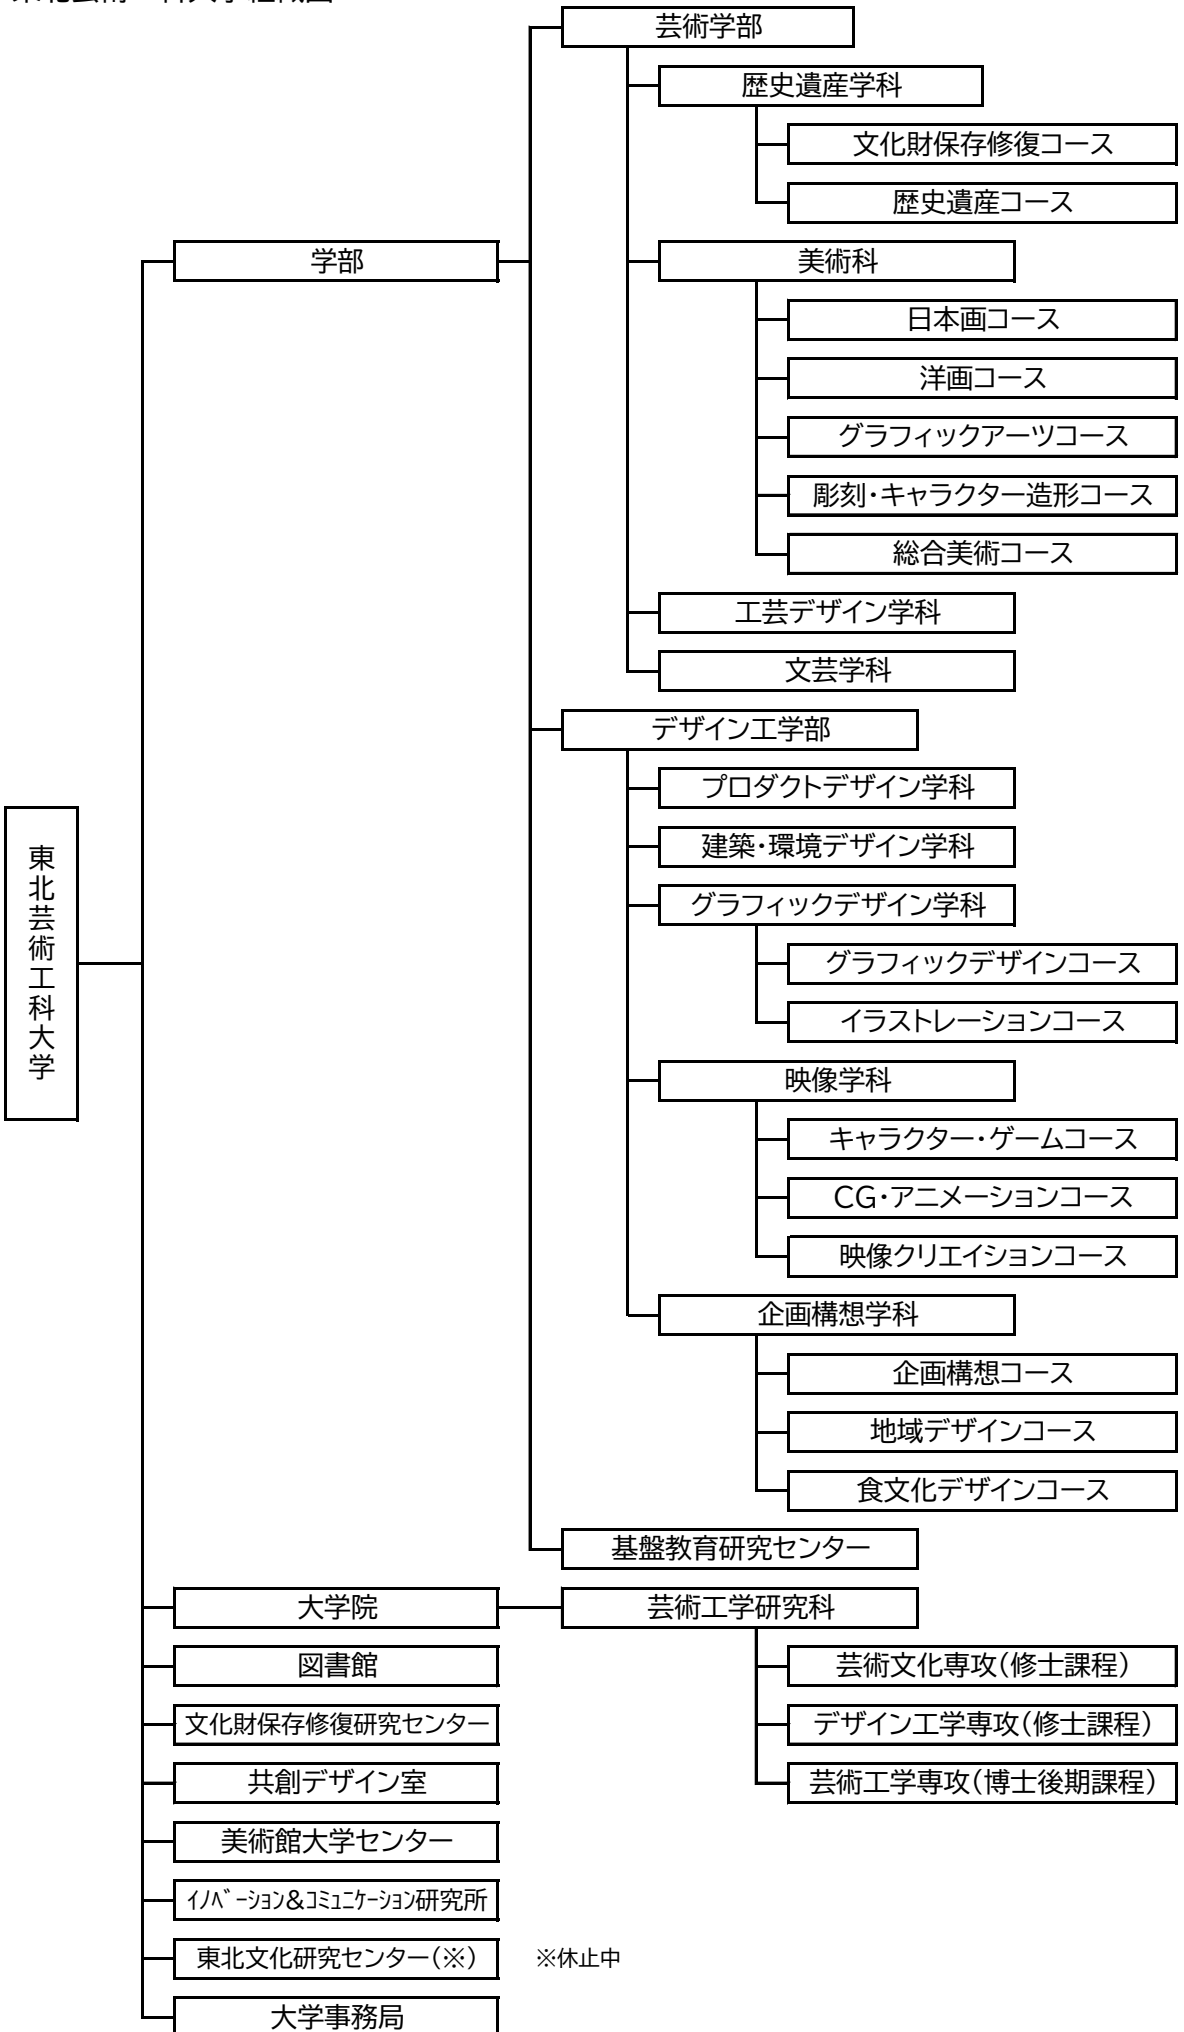 芸術学部
歴史遺産学科
文化財保存修復コース
歴史遺産コース
学部
美術科
日本画コース
洋画コース
グラフィックアーツコース
彫刻・キャラクター造形コース
総合美術コース
工芸デザイン学科
文芸学科
デザイン工学部
プロダクトデザイン学科
建築・環境デザイン学科
グラフィックデザイン学科
グラフィックデザインコース
イラストレーションコース
東北芸術工科大学
映像学科
キャラクター・ゲームコース
CG・アニメーションコース
映像クリエイションコース
企画構想学科
企画構想コース
地域デザインコース
食文化デザインコース
基盤教育研究センター
大学院
芸術工学研究科
図書館
芸術文化専攻(修士課程)
文化財保存修復研究センター
デザイン工学専攻(修士課程)
共創デザイン室
芸術工学専攻(博士後期課程)
美術館大学センター
ｲﾉﾍﾞｰｼｮﾝ&ｺﾐｭﾆｹｰｼｮﾝ研究所
東北文化研究センター(※)
※休止中
大学事務局